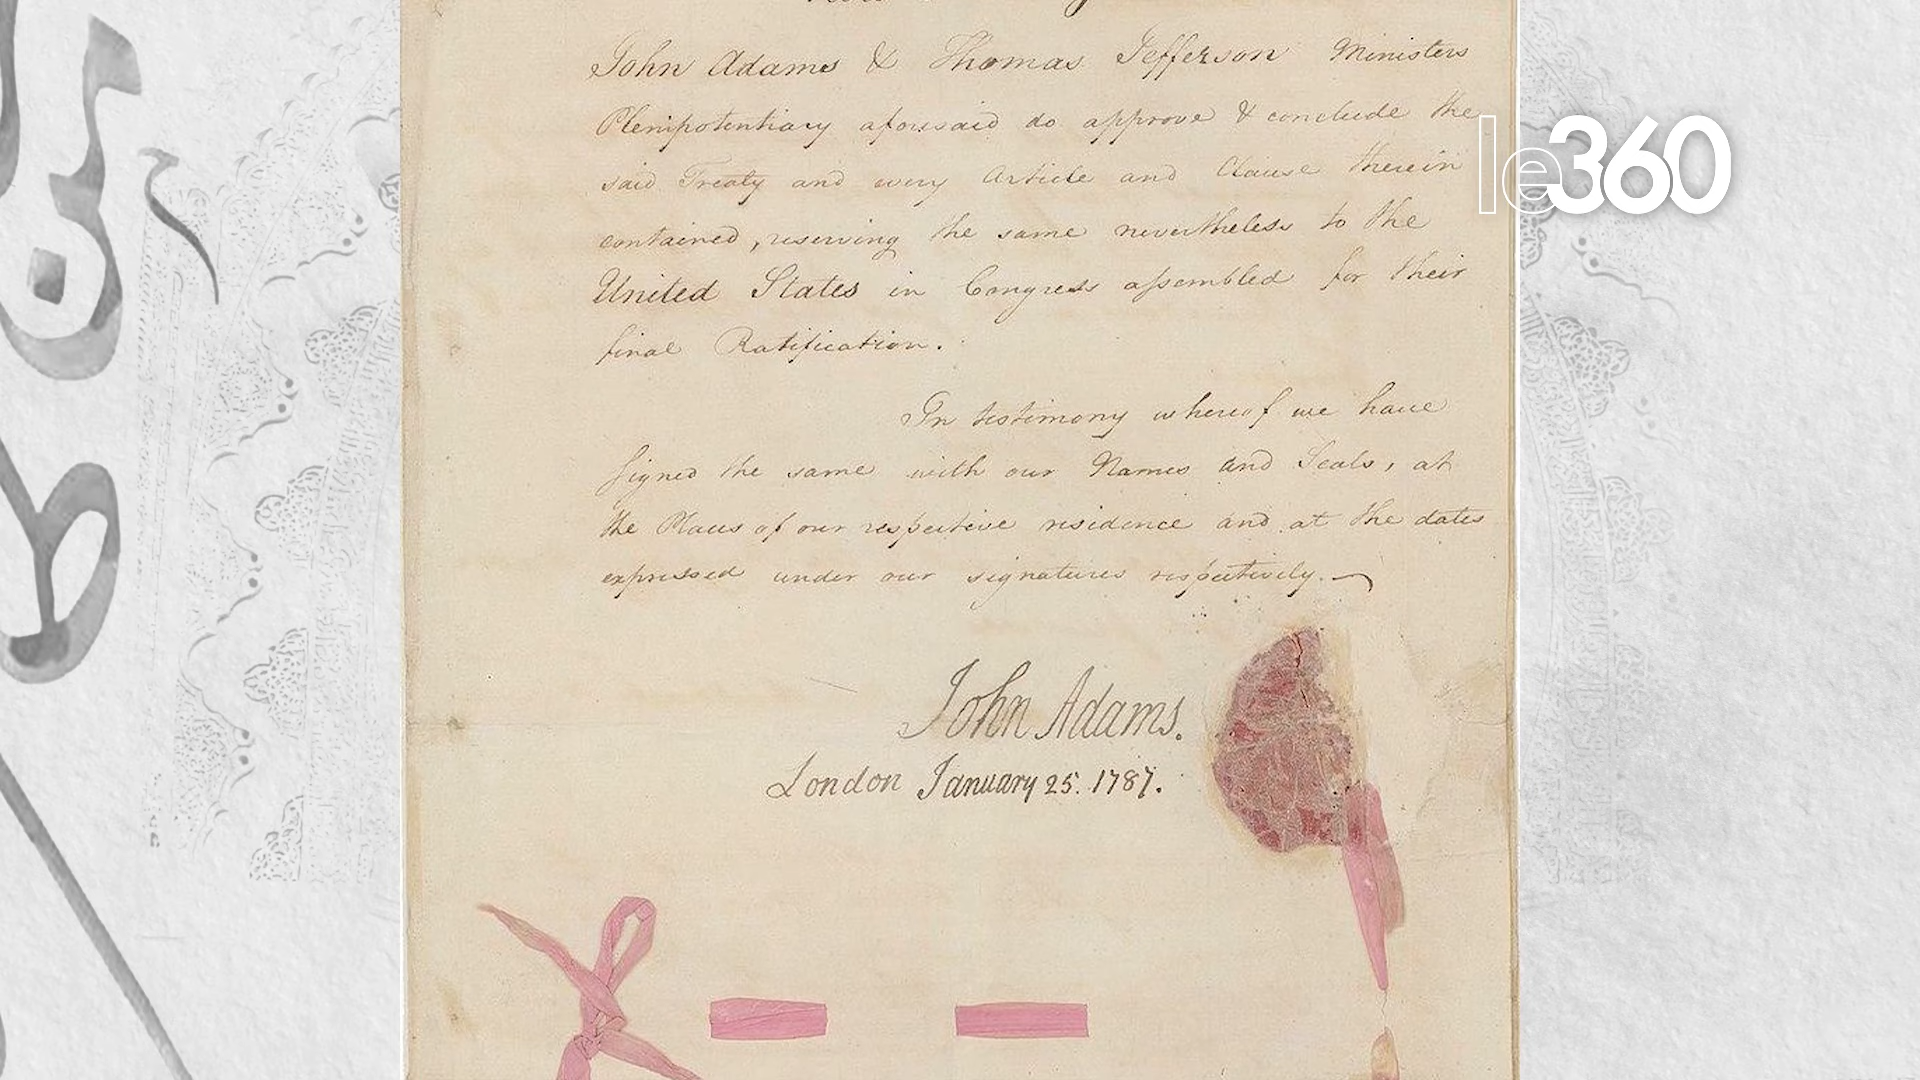 John Adams & Thomas Jefferson Ministers
Plenipotentiary aforesaid do approve & conclude the
said Treaty and every Article and Clause therein
contained, reserving the same nevertheless to the
United States in Congress assembled for their
final Ratification.
In testimony whereof we have
signed the same with our Names and Seals, at
the Places of our respective residence and at the dates
expressed under our signatures respectively.
John Adams.
London January 25. 1787.
le360